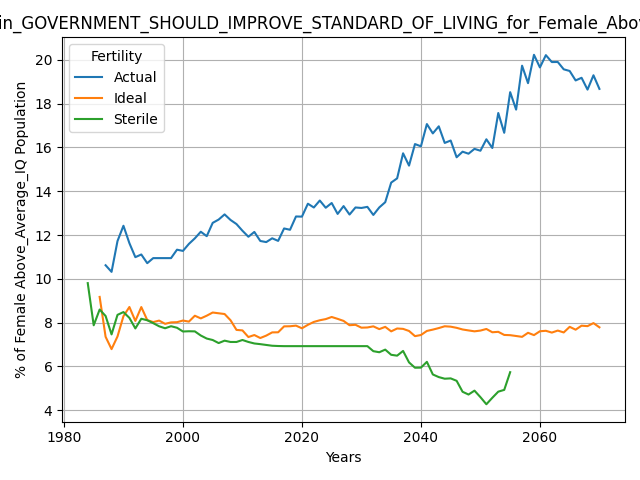 in_GOVERNMENT_SHOULD_IMPROVE_STANDARD_OF_LIVING_for_Female_Abov
Fertility
Actual
Ideal
Sterile
% of Female Above_Average_IQ Population
20
18
16
14
12
10
8
6
4
1980 2000 2020 2040 2060
Years